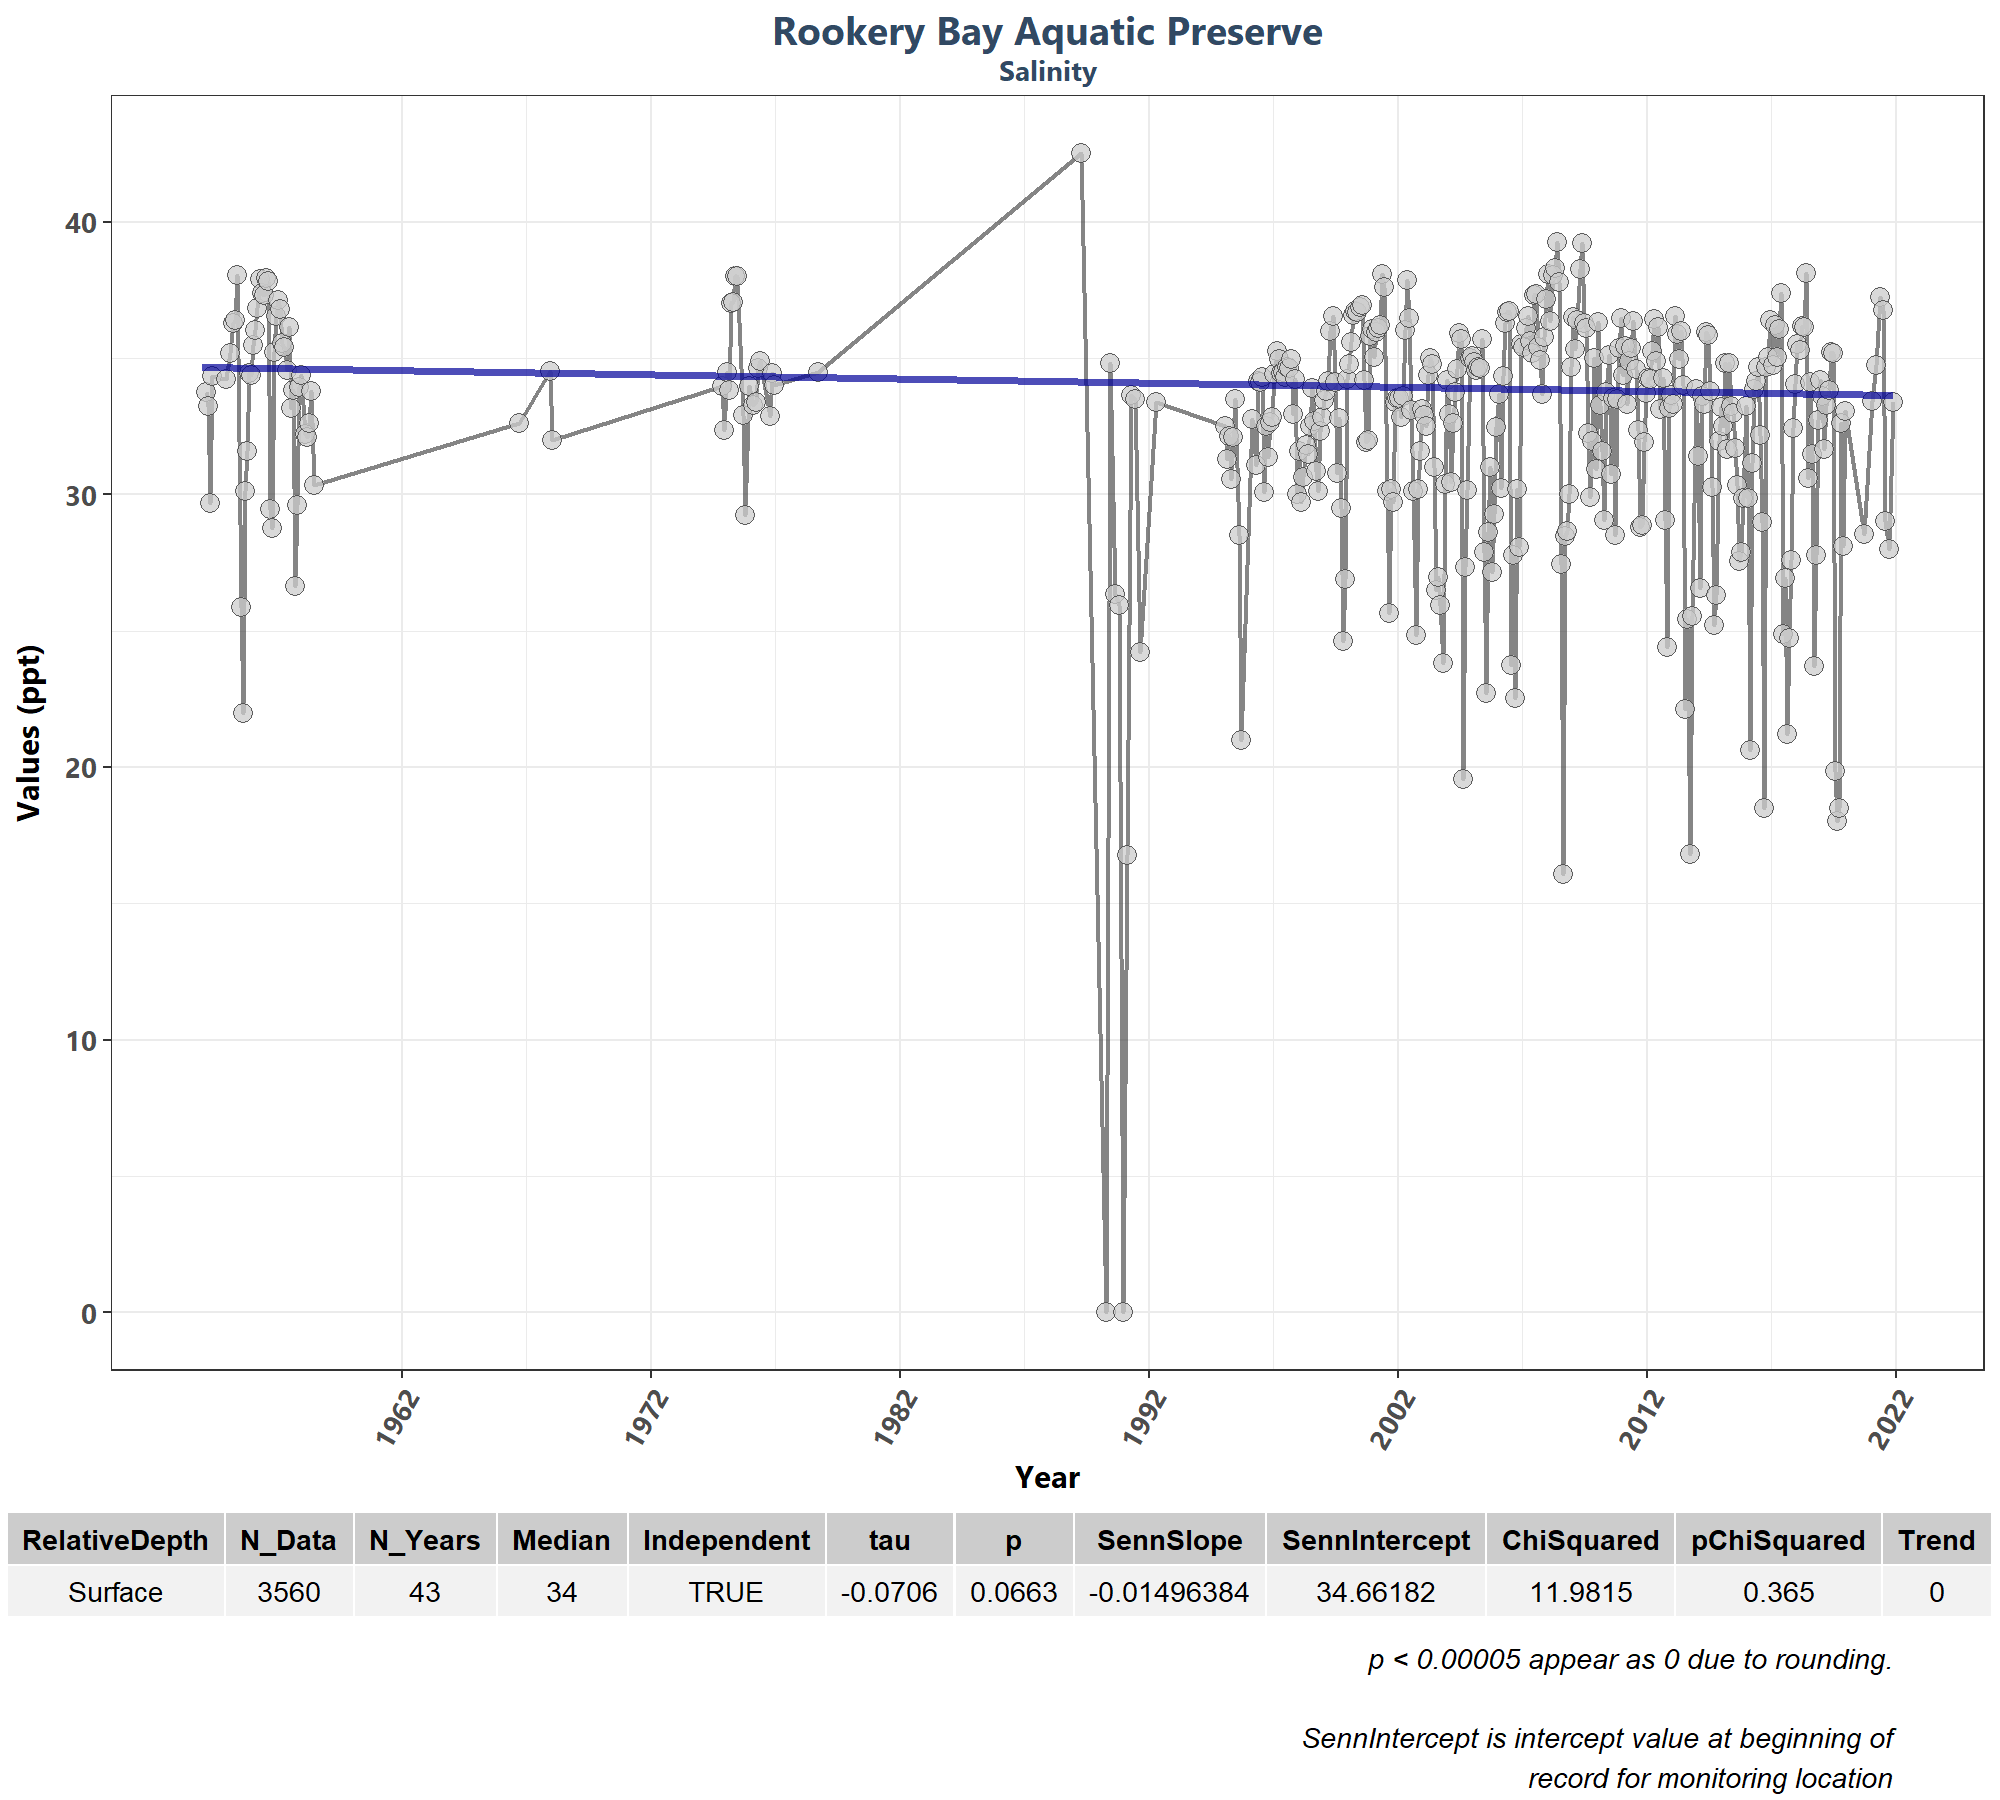 Rookery Bay Aquatic Preserve
Salinity
Values (ppt)
40
30
20
10
0
1962 1972 1982 1992 2002 2012 2022
Year
RelativeDepth N_Data N_Years Median Independent tau p SennSlope SennIntercept ChiSquared pChiSquared Trend
Surface 3560 43 34 TRUE -0.0706 0.0663 -0.01496384 34.66182 11.9815 0.365 0
p < 0.00005 appear as 0 due to rounding.
SennIntercept is intercept value at beginning of
record for monitoring location